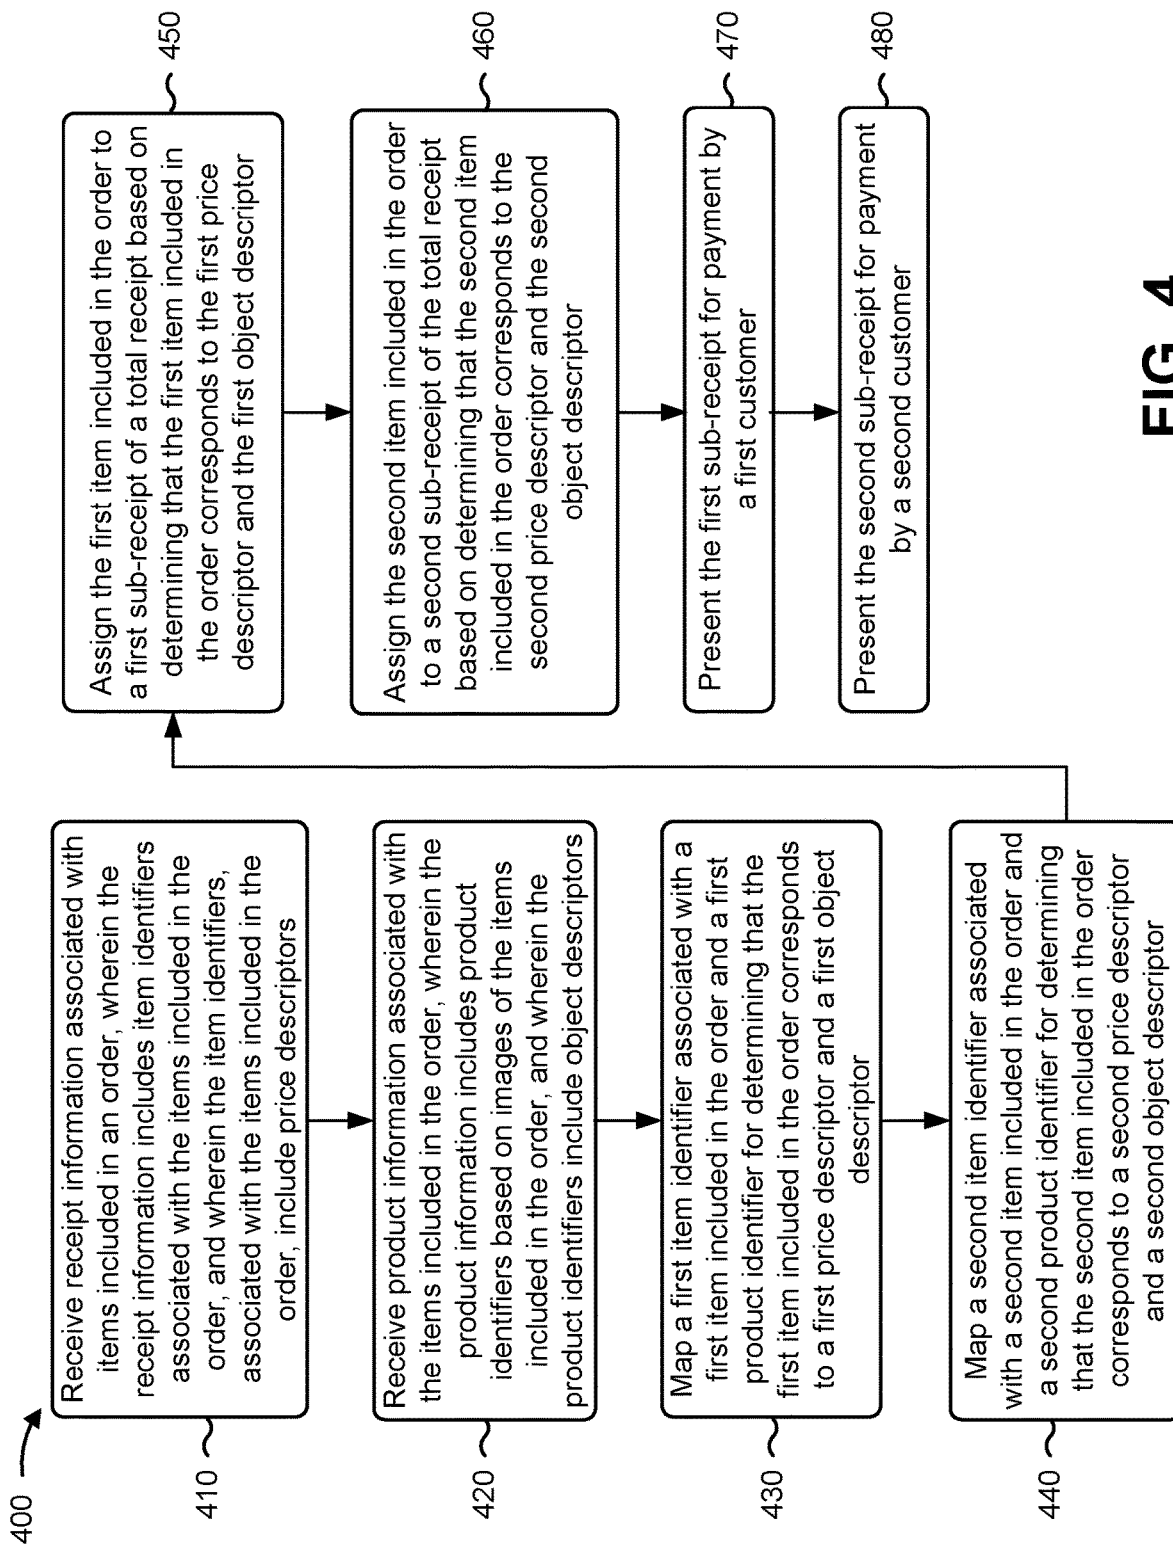 400
410
Receive receipt information associated with
items included in an order, wherein the
receipt information includes item identifiers
associated with the items included in the
order, and wherein the item identifiers,
associated with the items included in the
order, include price descriptors
420
Receive product information associated with
the items included in the order, wherein the
product information includes product
identifiers based on images of the items
included in the order, and wherein the
product identifiers include object descriptors
430
Map a first item identifier associated with a
first item included in the order and a first
product identifier for determining that the
first item included in the order corresponds
to a first price descriptor and a first object
descriptor
440
Map a second item identifier associated
with a second item included in the order and
a second product identifier for determining
that the second item included in the order
corresponds to a second price descriptor
and a second object descriptor
450
Assign the first item included in the order to
a first sub-receipt of a total receipt based on
determining that the first item included in
the order corresponds to the first price
descriptor and the first object descriptor
460
Assign the second item included in the order
to a second sub-receipt of the total receipt
based on determining that the second item
included in the order corresponds to the
second price descriptor and the second
object descriptor
470
Present the first sub-receipt for payment by
a first customer
480
Present the second sub-receipt for payment
by a second customer
FIG. 4